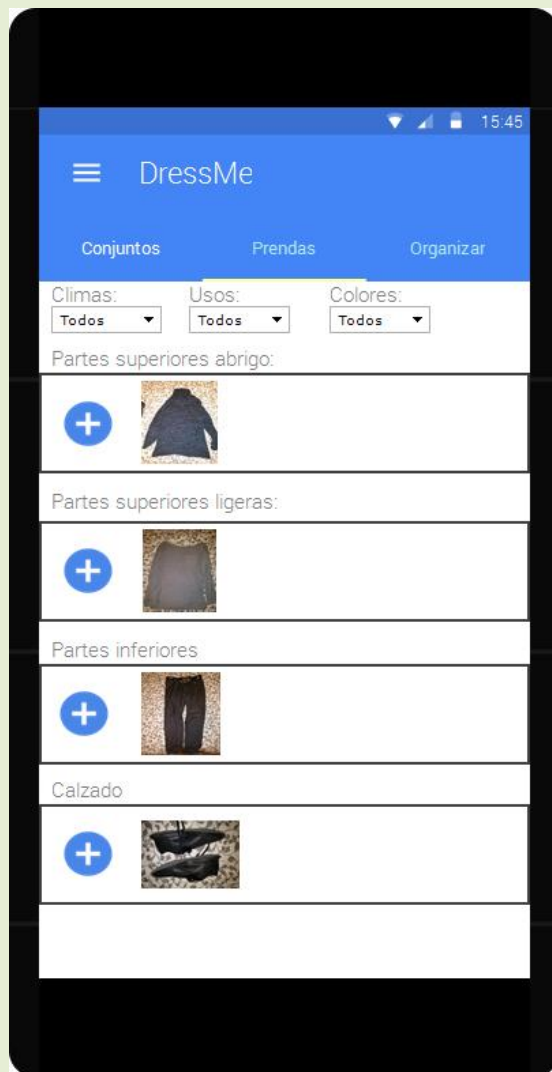 15:45
DressMe
Conjuntos Prendas Organizar
Climas: Usos: Colores:
Todos Todos Todos
Partes superiores abrigo:
Partes superiores ligeras:
Partes inferiores
Calzado